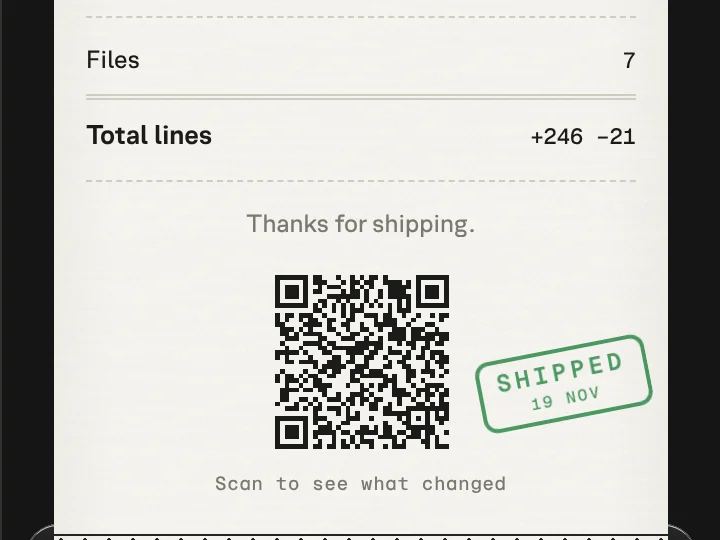 Files 7
Total lines +246 −21
Thanks for shipping.
SHIPPED
19 NOV
Scan to see what changed